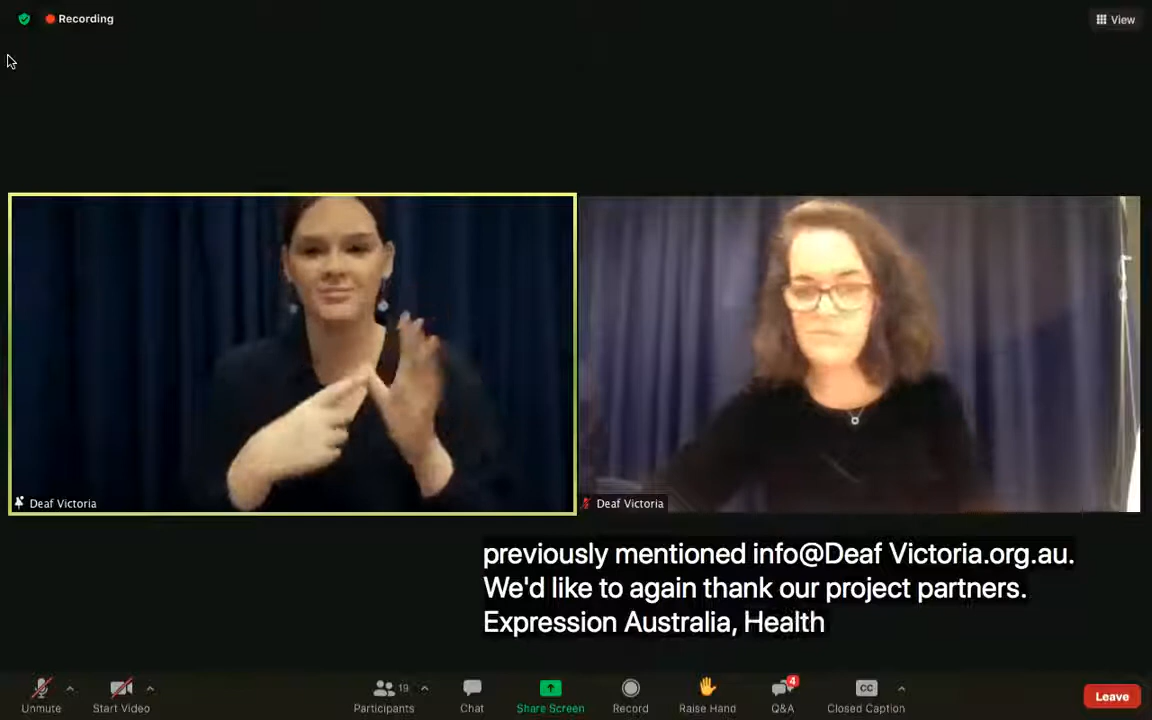 Recording
View
Deaf Victoria
Deaf Victoria
previously mentioned info@Deaf Victoria.org.au.
We'd like to again thank our project partners.
Expression Australia, Health
19
4
CC
Unmute
Start Video
Participants
Chat
Share Screen
Record
Raise Hand
Q&A
Closed Caption
Leave